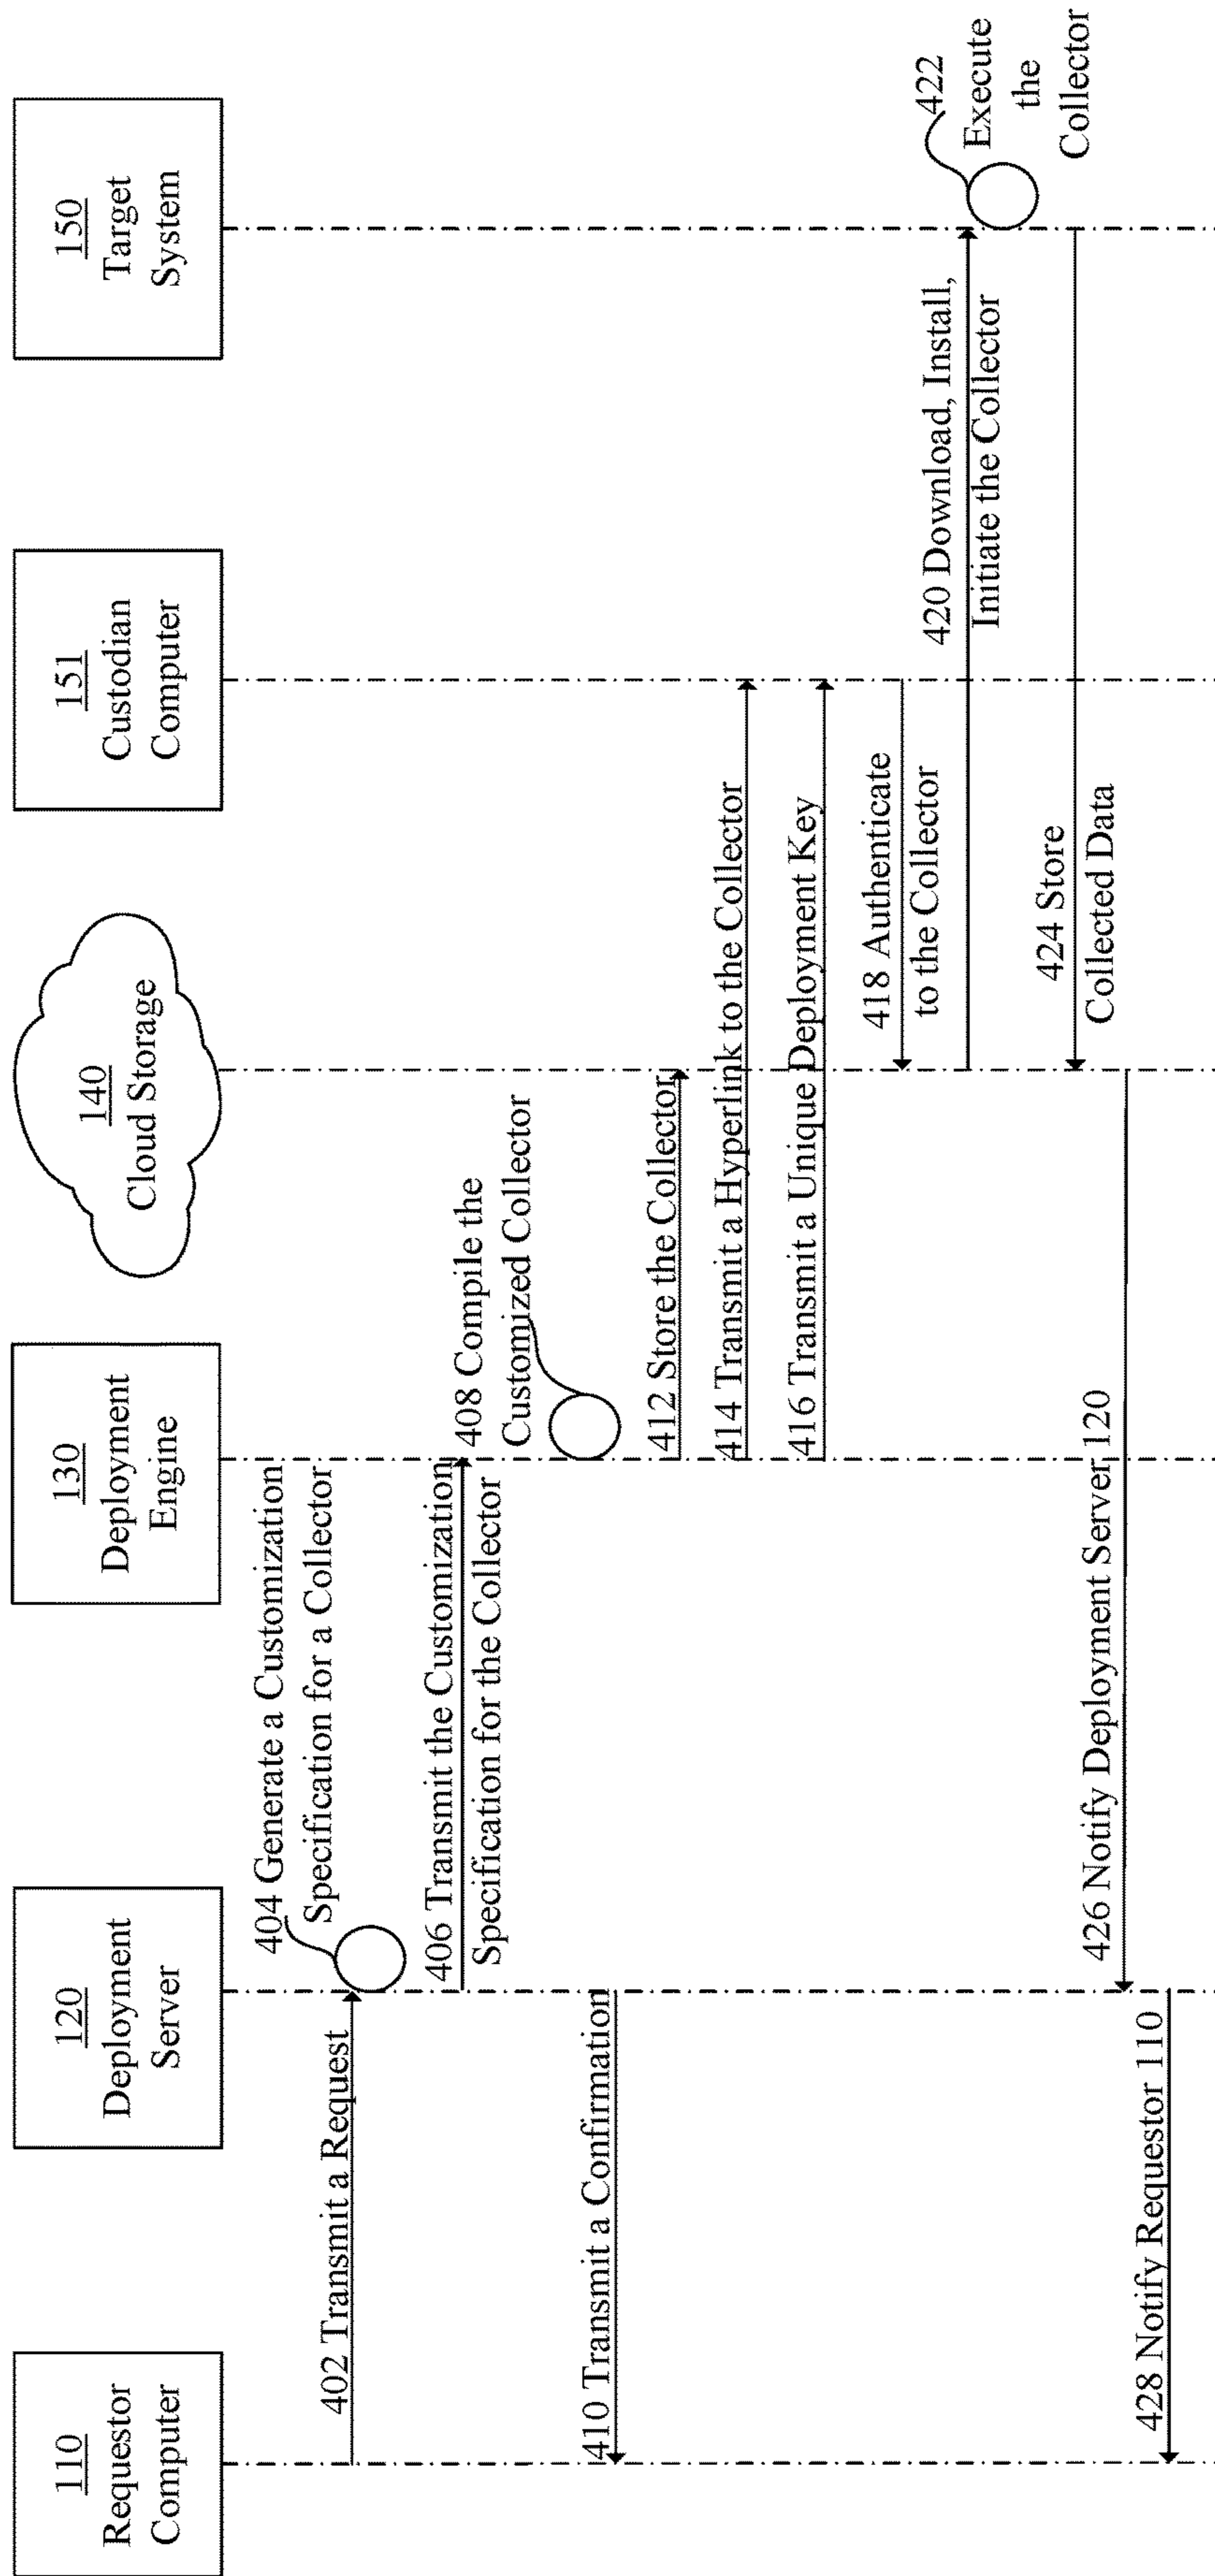 110
Requestor
Computer
120
Deployment
Server
130
Deployment
Engine
140
Cloud Storage
151
Custodian
Computer
150
Target
System
402 Transmit a Request
404 Generate a Customization
Specification for a Collector
406 Transmit the Customization
Specification for the Collector
408 Compile the
Customized Collector
410 Transmit a Confirmation
412 Store the Collector
414 Transmit a Hyperlink to the Collector
416 Transmit a Unique Deployment Key
418 Authenticate
to the Collector
420 Download, Install,
Initiate the Collector
422
Execute
the
Collector
424 Store
Collected Data
426 Notify Deployment Server 120
428 Notify Requestor 110